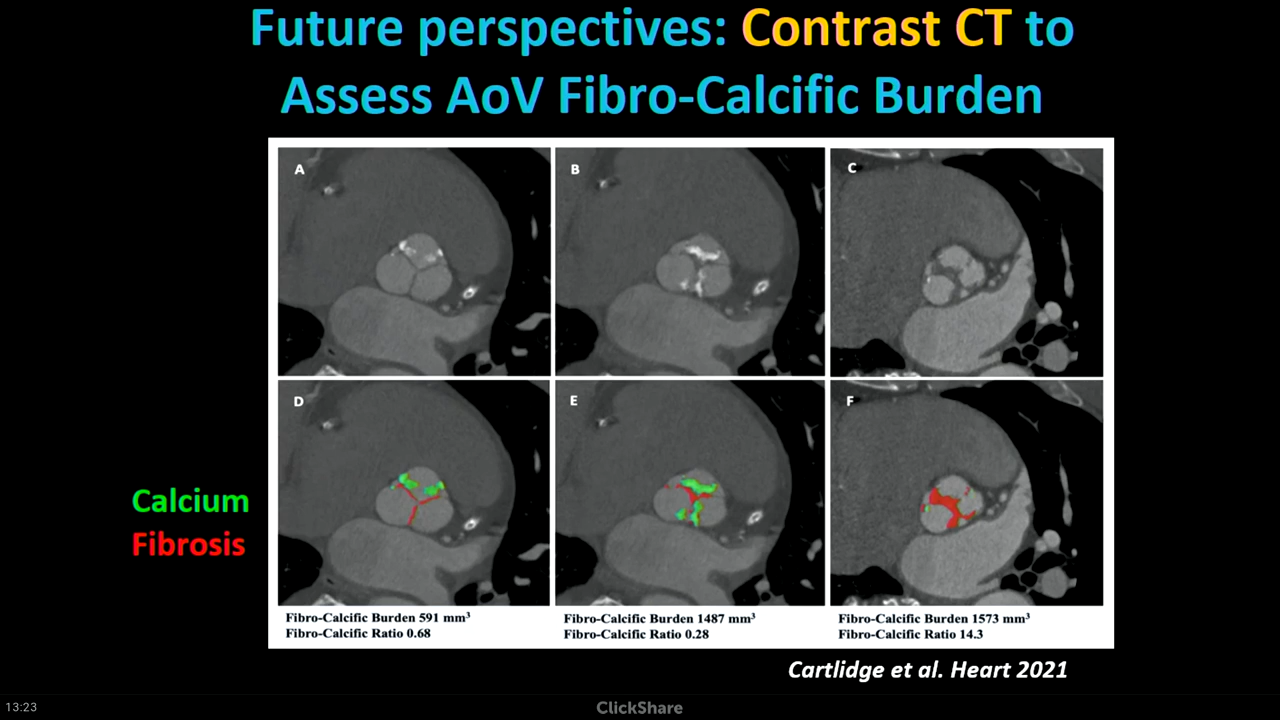 Future perspectives: Contrast CT to
Assess AoV Fibro-Calcific Burden
A
B
C
D
E
F
Calcium
Fibrosis
Fibro-Calcific Burden 591 mm³
Fibro-Calcific Ratio 0.68
Fibro-Calcific Burden 1487 mm³
Fibro-Calcific Ratio 0.28
Fibro-Calcific Burden 1573 mm³
Fibro-Calcific Ratio 14.3
Cartlidge et al. Heart 2021
13:23
ClickShare